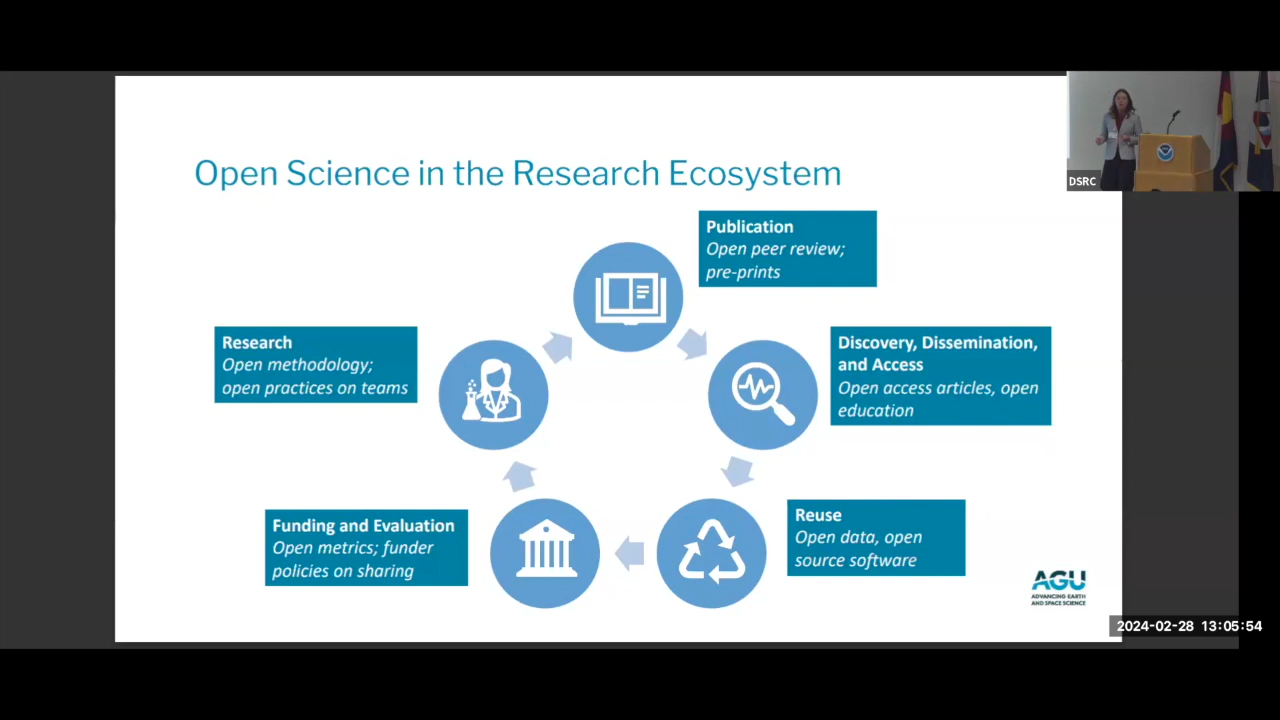 Open Science in the Research Ecosystem
Publication
Open peer review;
pre-prints
Discovery, Dissemination,
and Access
Open access articles, open
education
Reuse
Open data, open
source software
Funding and Evaluation
Open metrics; funder
policies on sharing
Research
Open methodology;
open practices on teams
AGU
ADVANCING EARTH
AND SPACE SCIENCE
DSRC
2024-02-28 13:05:54